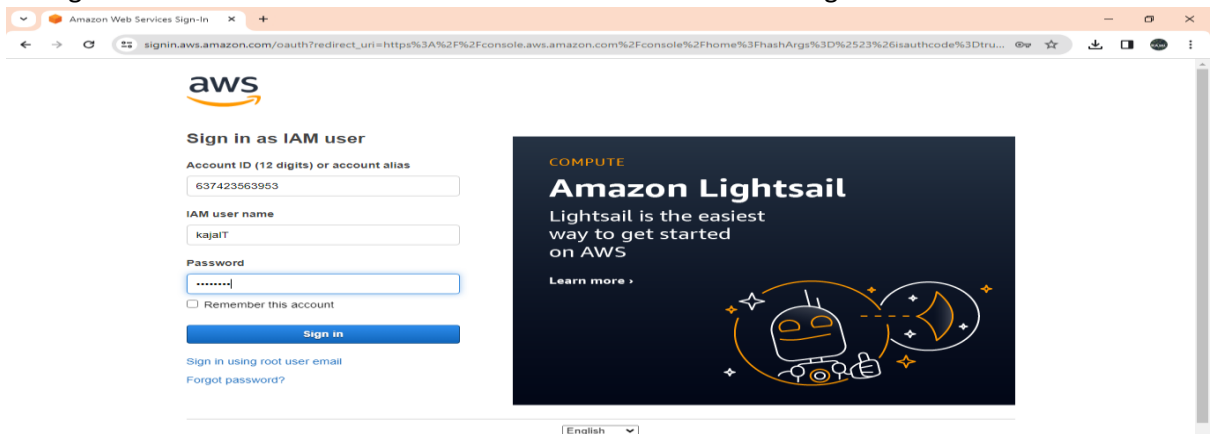 Amazon Web Services Sign-In
signin.aws.amazon.com/oauth?redirect_uri=https%3A%2F%2Fconsole.aws.amazon.com%2Fconsole%2Fhome%3FhashArgs%3D%2523%26isauthcode%3Dtru...
aws
Sign in as IAM user
Account ID (12 digits) or account alias
637423563953
IAM user name
kajalT
Password
........
Remember this account
Sign in
Sign in using root user email
Forgot password?
COMPUTE
Amazon Lightsail
Lightsail is the easiest
way to get started
on AWS
Learn more ›
English